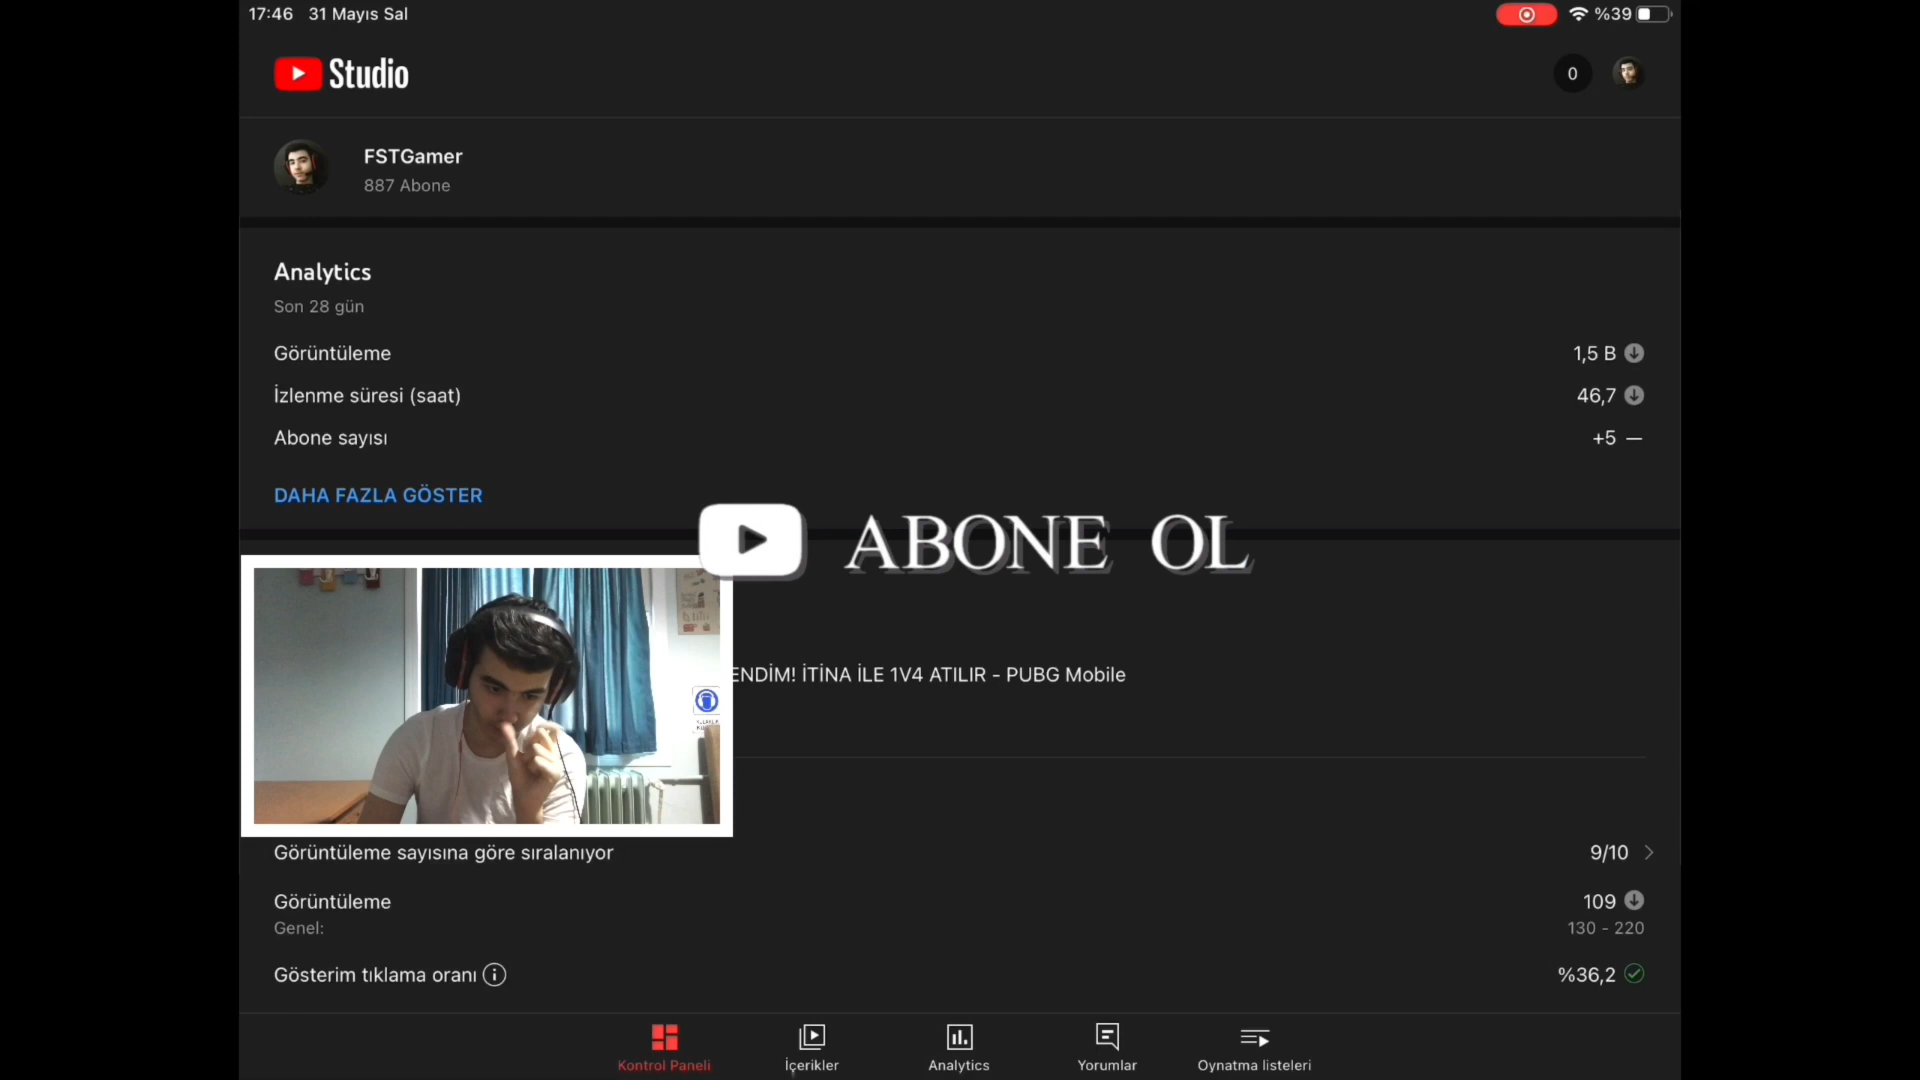 17:46 31 Mayıs Sal
%39
Studio
0
FSTGamer
887 Abone
Analytics
Son 28 gün
Görüntüleme
1,5 B
İzlenme süresi (saat)
46,7
Abone sayısı
+5 —
DAHA FAZLA GÖSTER
ABONE OL
ENDİM! İTİNA İLE 1V4 ATILIR - PUBG Mobile
Görüntüleme sayısına göre sıralanıyor
9/10
Görüntüleme
109
Genel:
130 - 220
Gösterim tıklama oranı
%36,2
Kontrol Paneli
İçerikler
Analytics
Yorumlar
Oynatma listeleri